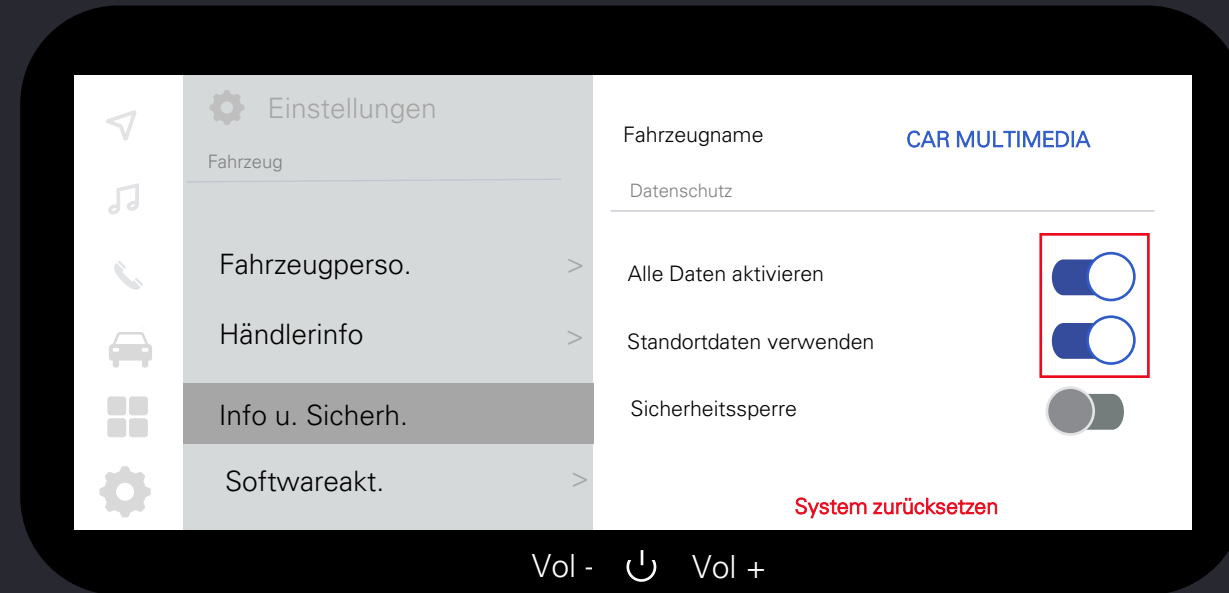 Einstellungen
Fahrzeug
Fahrzeugperso. >
Händlerinfo >
Info u. Sicherh.
Softwareakt. >
Fahrzeugname CAR MULTIMEDIA
Datenschutz
Alle Daten aktivieren
Standortdaten verwenden
Sicherheitssperre
System zurücksetzen
Vol - Vol +